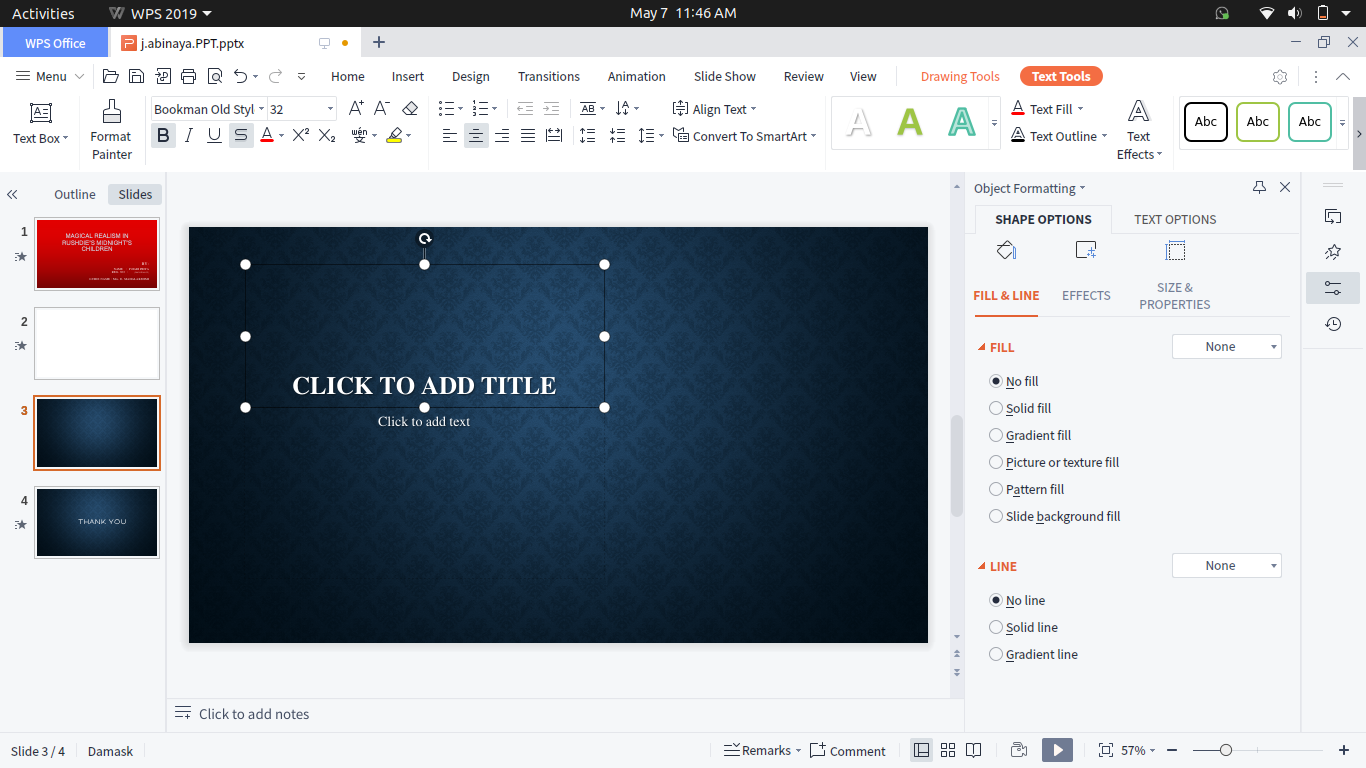 Activities WPS 2019 May 7 11:46 AM
WPS Office j.abinaya.PPT.pptx
Menu Home Insert Design Transitions Animation Slide Show Review View Drawing Tools Text Tools
Text Box Format Painter Bookman Old Styl 32 Align Text Text Fill Abc Abc Abc
B I U S A X² X₂ Convert To SmartArt Text Outline Text Effects
Outline Slides
1
MAGICAL REALISM IN
RUSHDIE'S MIDNIGHT'S
CHILDREN
2
3
4
THANK YOU
CLICK TO ADD TITLE
Click to add text
Click to add notes
Object Formatting
SHAPE OPTIONS TEXT OPTIONS
FILL & LINE EFFECTS SIZE &
PROPERTIES
FILL None
No fill
Solid fill
Gradient fill
Picture or texture fill
Pattern fill
Slide background fill
LINE None
No line
Solid line
Gradient line
Slide 3 / 4 Damask Remarks Comment 57%